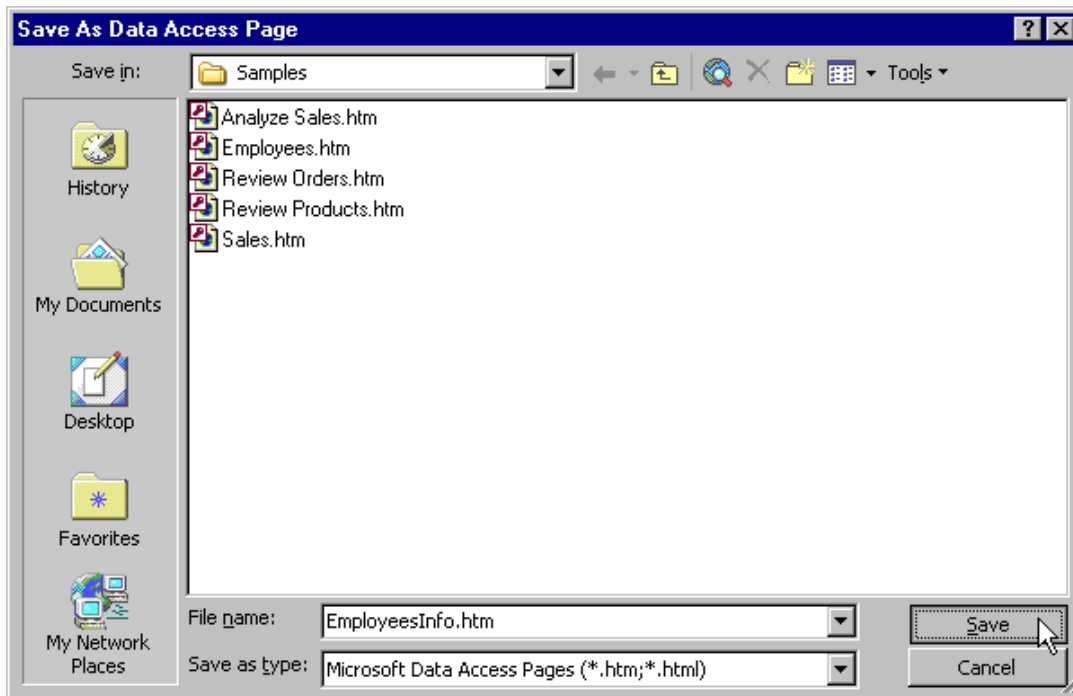 Save As Data Access Page
Save in:
Samples
Tools
Analyze Sales.htm
Employees.htm
Review Orders.htm
Review Products.htm
Sales.htm
History
My Documents
Desktop
Favorites
My Network
Places
File name:
EmployeesInfo.htm
Save
Save as type:
Microsoft Data Access Pages (*.htm;*.html)
Cancel